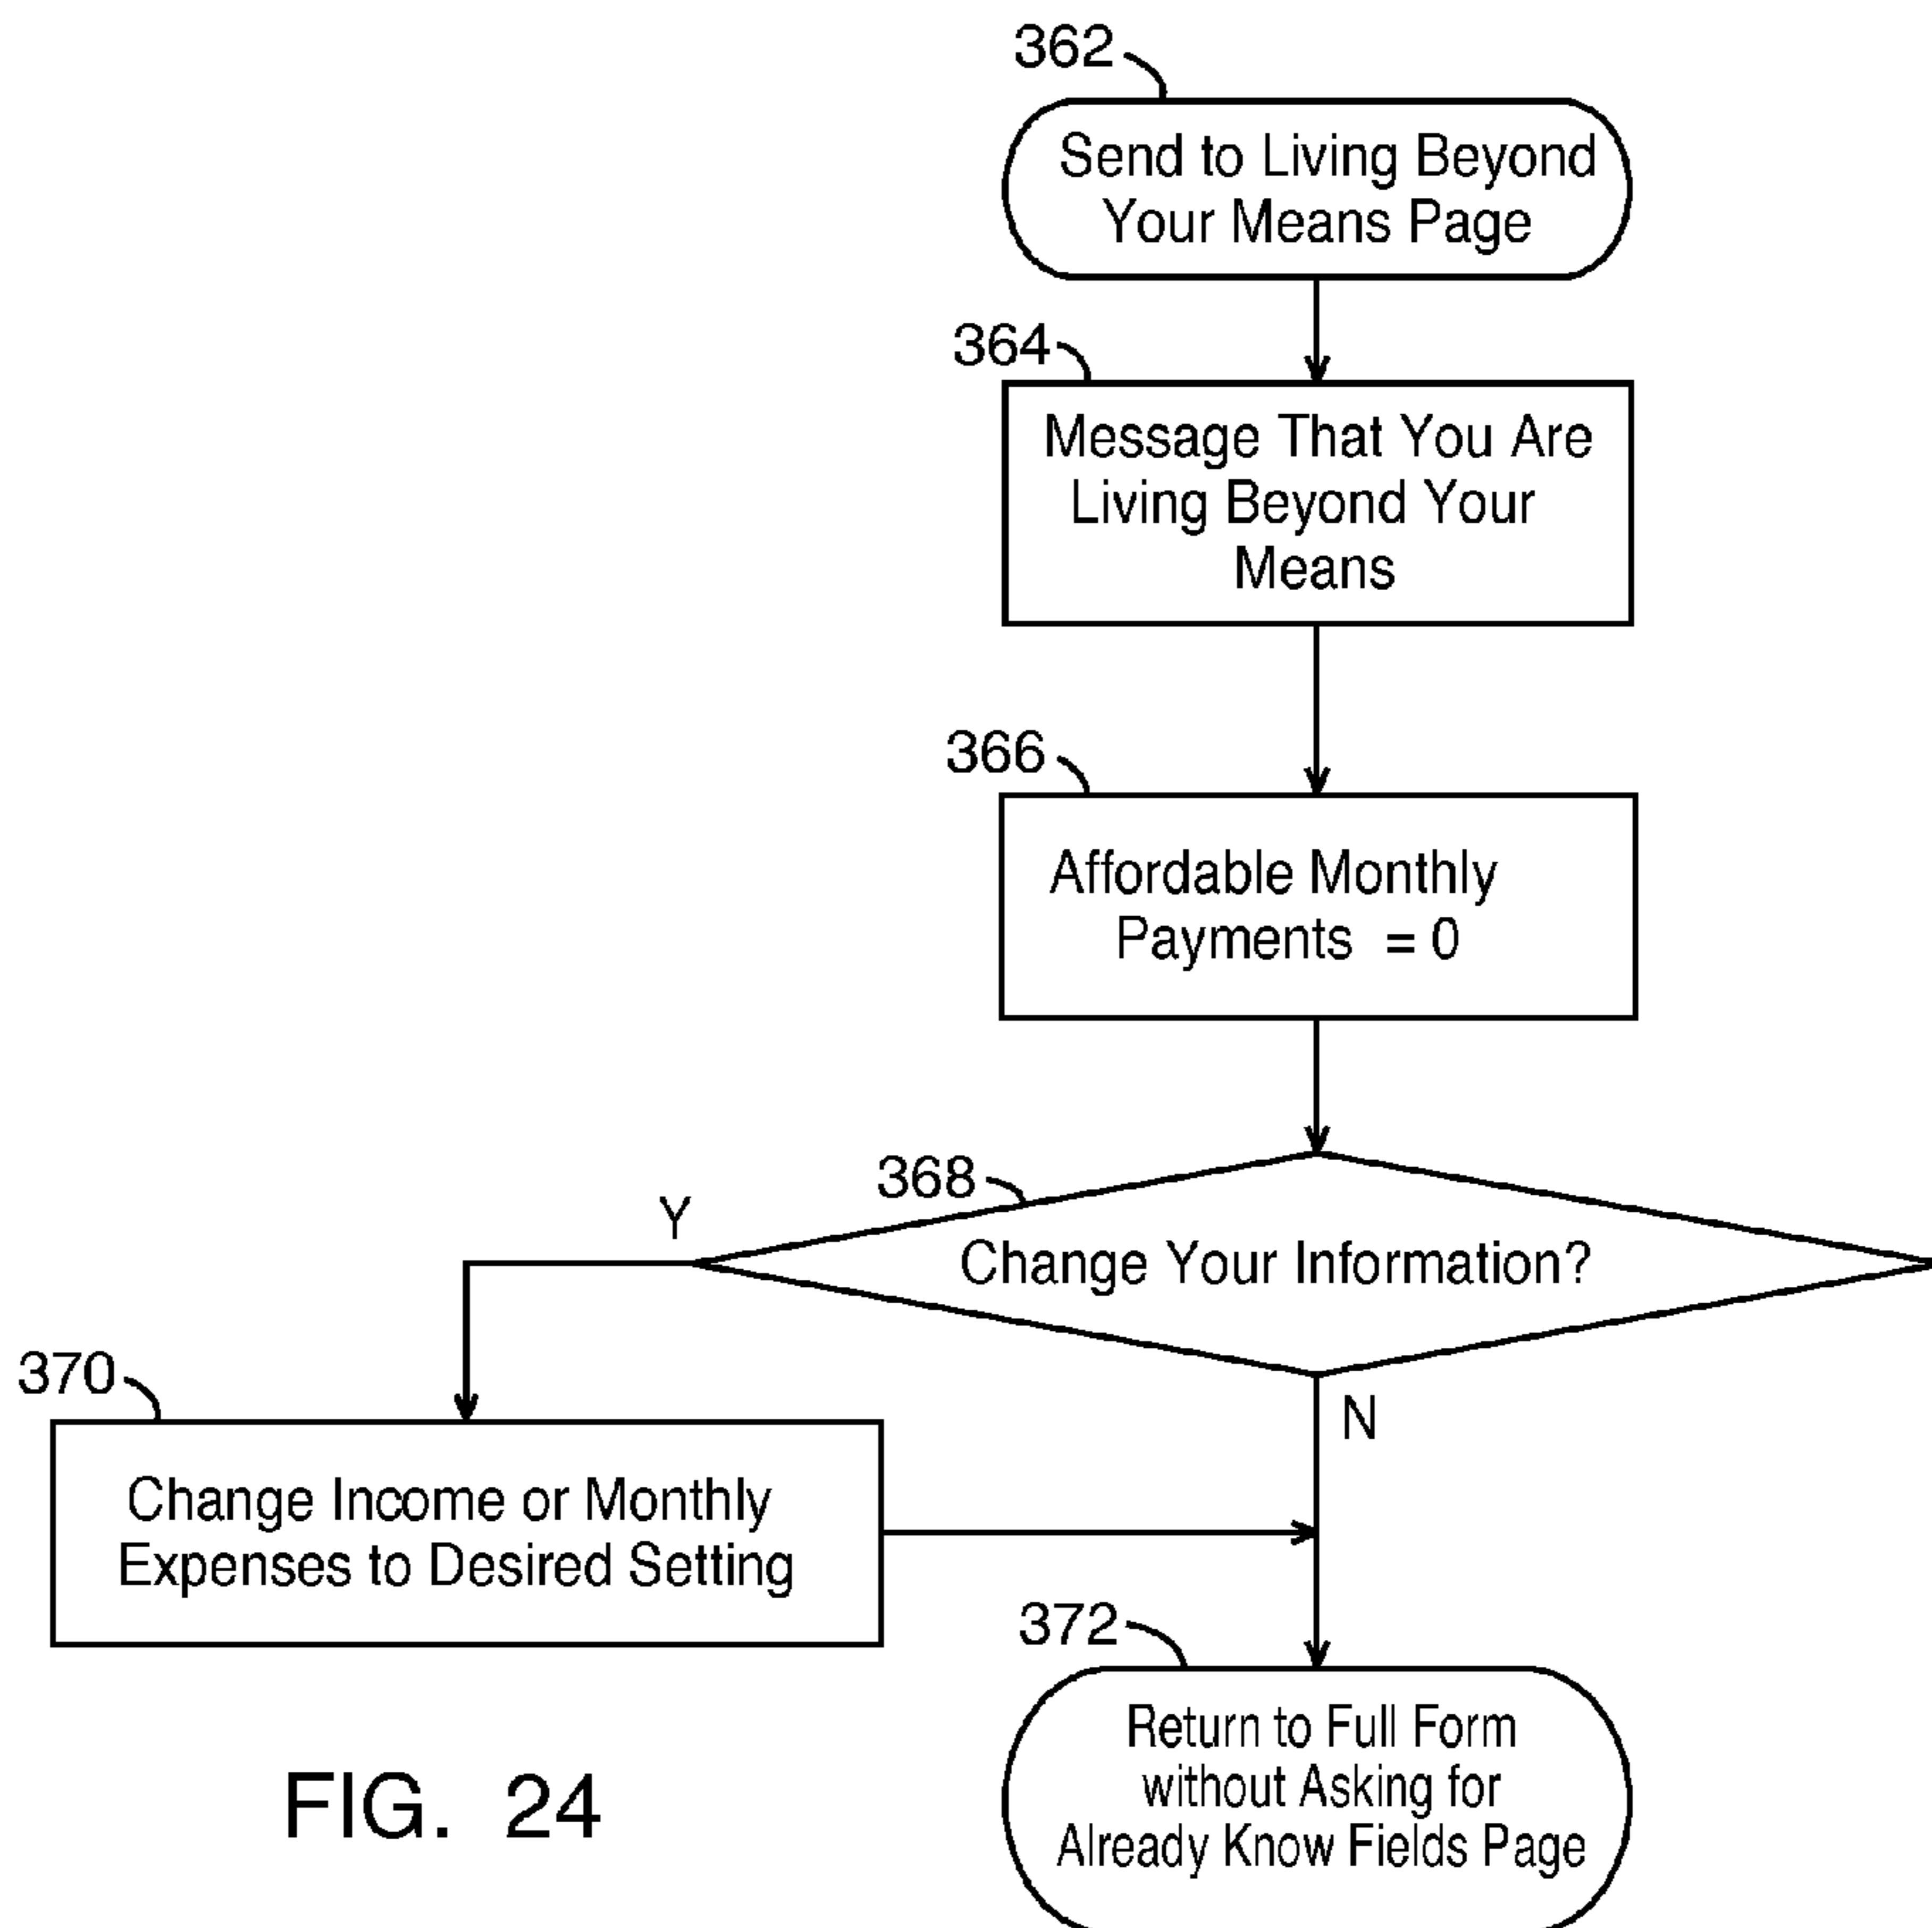 362
Send to Living Beyond
Your Means Page
364
Message That You Are
Living Beyond Your
Means
366
Affordable Monthly
Payments = 0
368
Y
Change Your Information?
370
N
Change Income or Monthly
Expenses to Desired Setting
372
Return to Full Form
without Asking for
Already Know Fields Page
FIG. 24